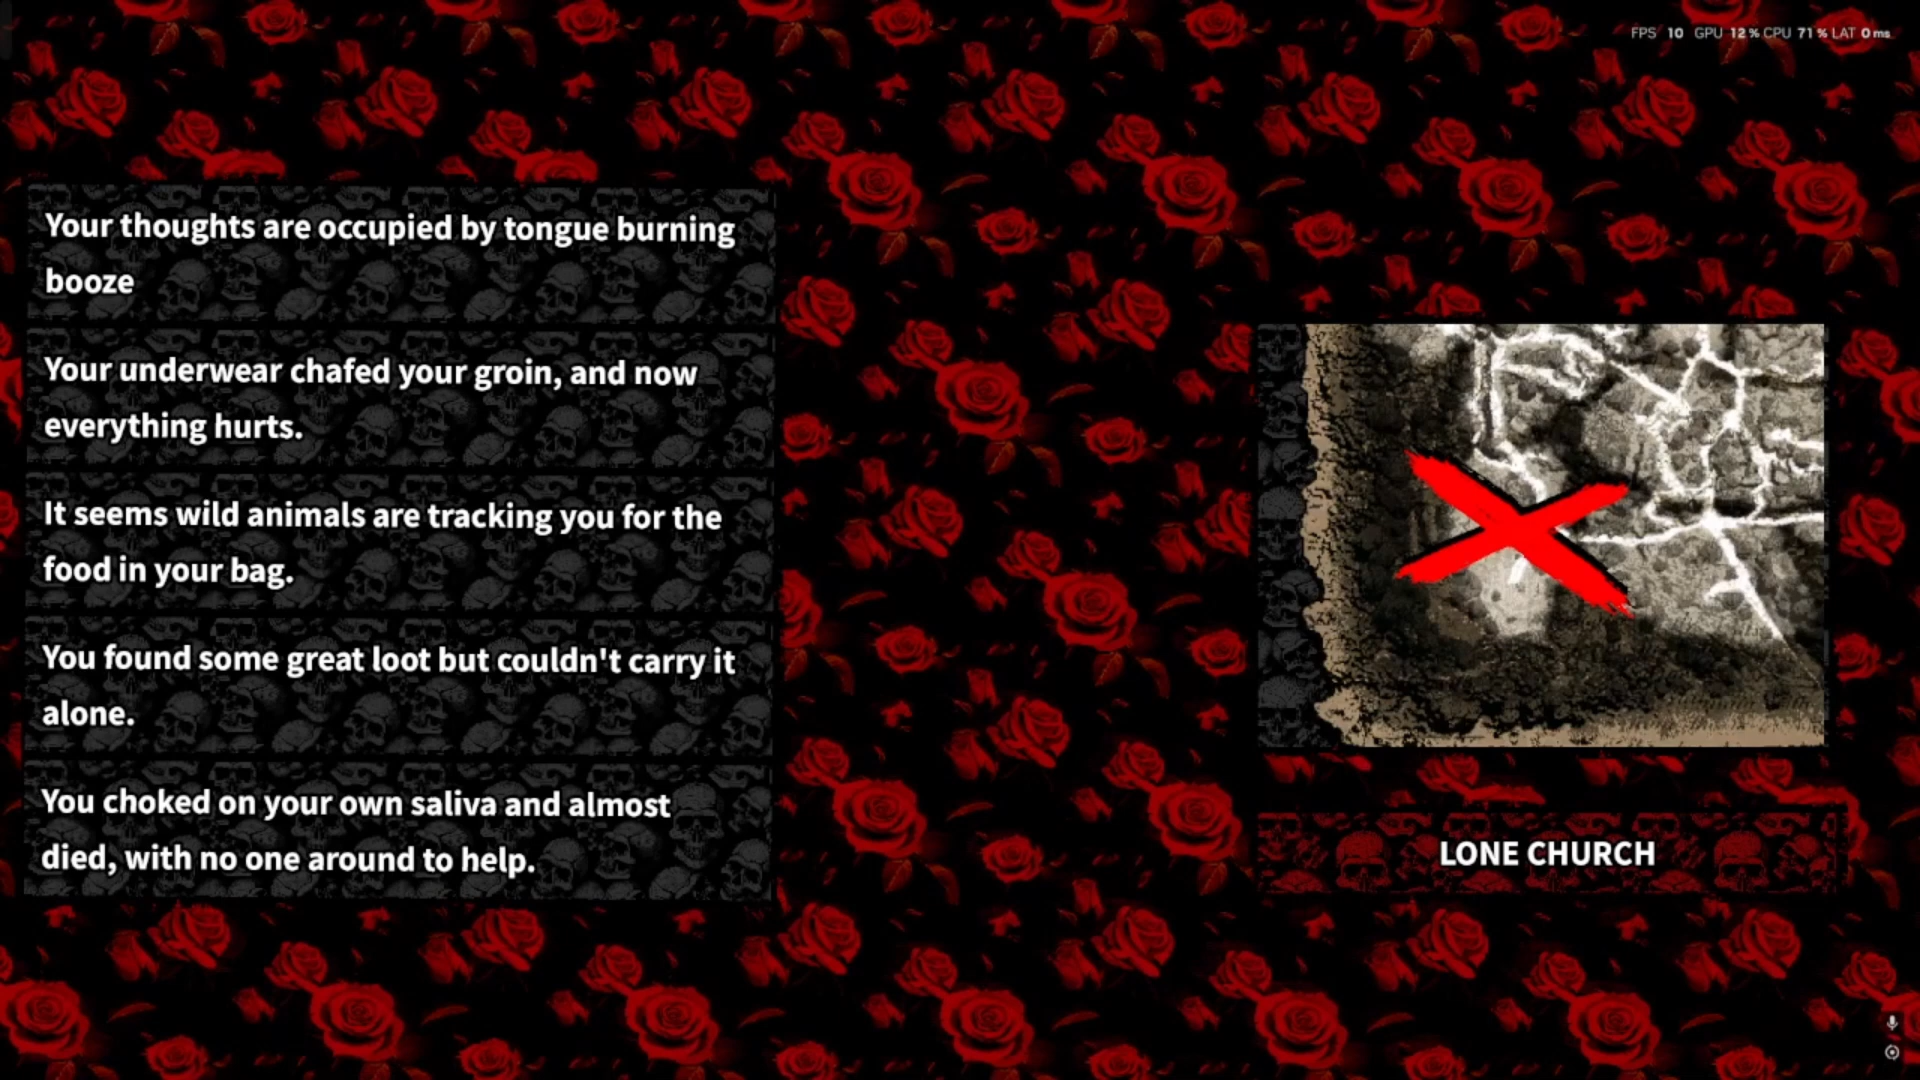 FPS 10 GPU 12 % CPU 71 % LAT 0 ms
Your thoughts are occupied by tongue burning
booze
Your underwear chafed your groin, and now
everything hurts.
It seems wild animals are tracking you for the
food in your bag.
You found some great loot but couldn't carry it
alone.
You choked on your own saliva and almost
died, with no one around to help.
LONE CHURCH